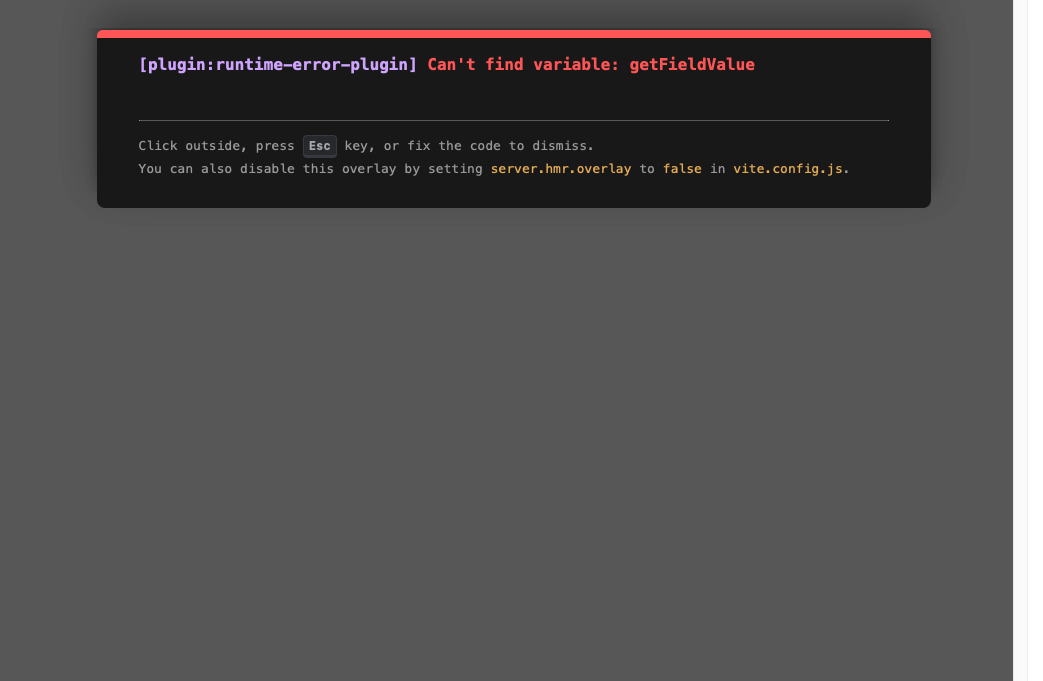 [plugin:runtime-error-plugin] Can't find variable: getFieldValue
Click outside, press Esc key, or fix the code to dismiss.
You can also disable this overlay by setting server.hmr.overlay to false in vite.config.js.